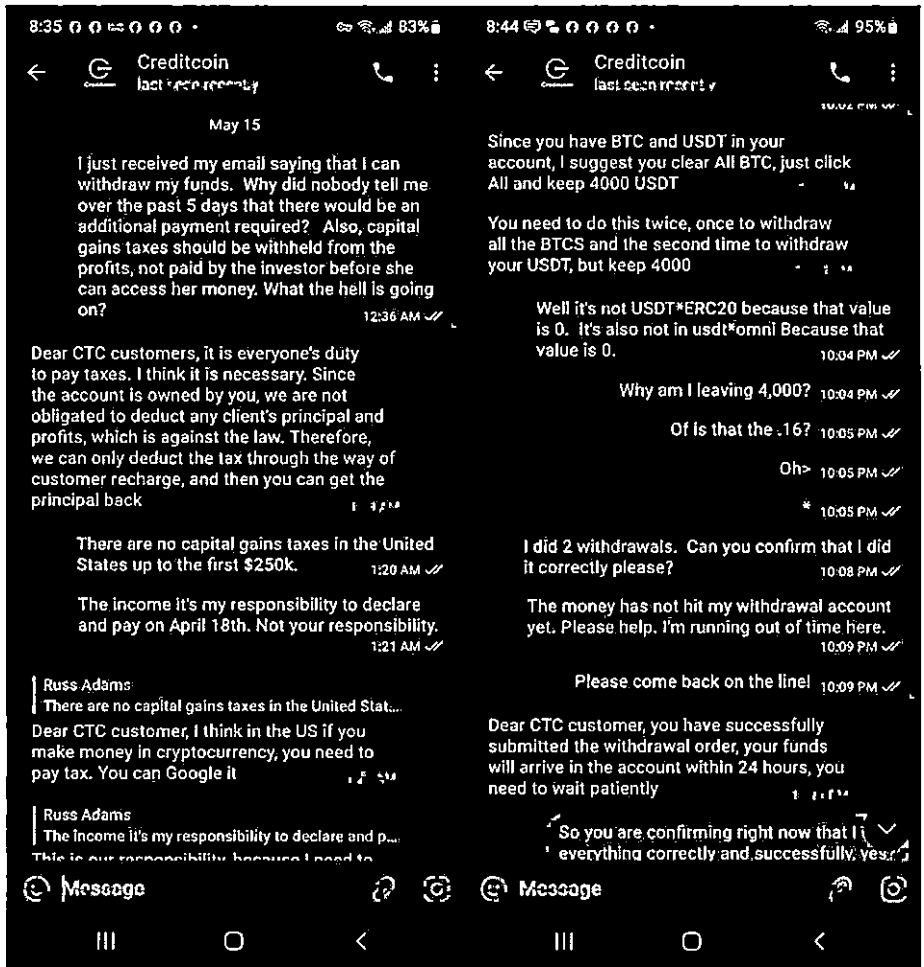 8:35
83%
Creditcoin
last seen recently
May 15
I just received my email saying that I can
withdraw my funds. Why did nobody tell me
over the past 5 days that there would be an
additional payment required? Also, capital
gains taxes should be withheld from the
profits, not paid by the investor before she
can access her money. What the hell is going
on?
12:36 AM
Dear CTC customers, it is everyone's duty
to pay taxes. I think it is necessary. Since
the account is owned by you, we are not
obligated to deduct any client's principal and
profits, which is against the law. Therefore,
we can only deduct the tax through the way of
customer recharge, and then you can get the
principal back
There are no capital gains taxes in the United
States up to the first $250k.
1:20 AM
The income it's my responsibility to declare
and pay on April 18th. Not your responsibility.
1:21 AM
Russ Adams
There are no capital gains taxes in the United Stat...
Dear CTC customer, I think in the US if you
make money in cryptocurrency, you need to
pay tax. You can Google it
Russ Adams
The income it's my responsibility to declare and p...
This is our responsibility, because I need to
Message
8:44
95%
Creditcoin
last seen recently
10:02 PM
Since you have BTC and USDT in your
account, I suggest you clear All BTC, just click
All and keep 4000 USDT
You need to do this twice, once to withdraw
all the BTCS and the second time to withdraw
your USDT, but keep 4000
Well it's not USDT*ERC20 because that value
is 0. It's also not in usdt*omni Because that
value is 0.
10:04 PM
Why am I leaving 4,000?
10:04 PM
Of is that the .16?
10:05 PM
Oh>
10:05 PM
*
10:05 PM
I did 2 withdrawals. Can you confirm that I did
it correctly please?
10:08 PM
The money has not hit my withdrawal account
yet. Please help. I'm running out of time here.
10:09 PM
Please come back on the line!
10:09 PM
Dear CTC customer, you have successfully
submitted the withdrawal order, your funds
will arrive in the account within 24 hours, you
need to wait patiently
So you are confirming right now that I
everything correctly and successfully, yes?
Message